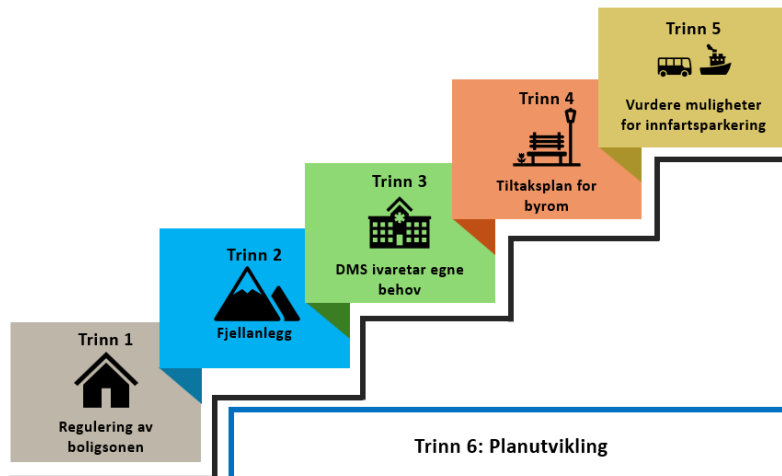 Trinn 1
Regulering av
boligsonen
Trinn 2
Fjellanlegg
Trinn 3
DMS ivaretar egne
behov
Trinn 4
Tiltaksplan for
byrom
Trinn 5
Vurdere muligheter
for innfartsparkering
Trinn 6: Planutvikling